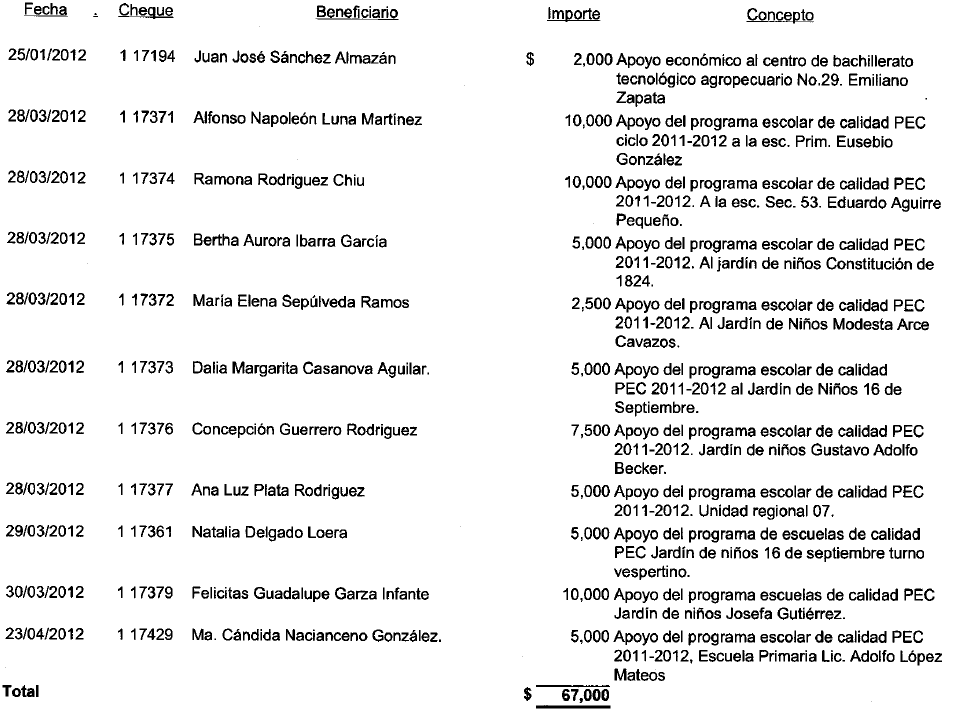 Fecha . Cheque Beneficiario Importe Concepto
25/01/2012 1 17194 Juan José Sánchez Almazán $ 2,000 Apoyo económico al centro de bachillerato
tecnológico agropecuario No.29. Emiliano
Zapata
28/03/2012 1 17371 Alfonso Napoleón Luna Martinez 10,000 Apoyo del programa escolar de calidad PEC
ciclo 2011-2012 a la esc. Prim. Eusebio
González
28/03/2012 1 17374 Ramona Rodriguez Chiu 10,000 Apoyo del programa escolar de calidad PEC
2011-2012. A la esc. Sec. 53. Eduardo Aguirre
Pequeño.
28/03/2012 1 17375 Bertha Aurora Ibarra García 5,000 Apoyo del programa escolar de calidad PEC
2011-2012. Al jardín de niños Constitución de
1824.
28/03/2012 1 17372 María Elena Sepúlveda Ramos 2,500 Apoyo del programa escolar de calidad PEC
2011-2012. Al Jardín de Niños Modesta Arce
Cavazos.
28/03/2012 1 17373 Dalia Margarita Casanova Aguilar. 5,000 Apoyo del programa escolar de calidad
PEC 2011-2012 al Jardín de Niños 16 de
Septiembre.
28/03/2012 1 17376 Concepción Guerrero Rodriguez 7,500 Apoyo del programa escolar de calidad PEC
2011-2012. Jardín de niños Gustavo Adolfo
Becker.
28/03/2012 1 17377 Ana Luz Plata Rodriguez 5,000 Apoyo del programa escolar de calidad PEC
2011-2012. Unidad regional 07.
29/03/2012 1 17361 Natalia Delgado Loera 5,000 Apoyo del programa de escuelas de calidad
PEC Jardín de niños 16 de septiembre turno
vespertino.
30/03/2012 1 17379 Felicitas Guadalupe Garza Infante 10,000 Apoyo del programa escuelas de calidad PEC
Jardín de niños Josefa Gutiérrez.
23/04/2012 1 17429 Ma. Cándida Nacianceno González. 5,000 Apoyo del programa escolar de calidad PEC
2011-2012, Escuela Primaria Lic. Adolfo López
Mateos
Total $ 67,000